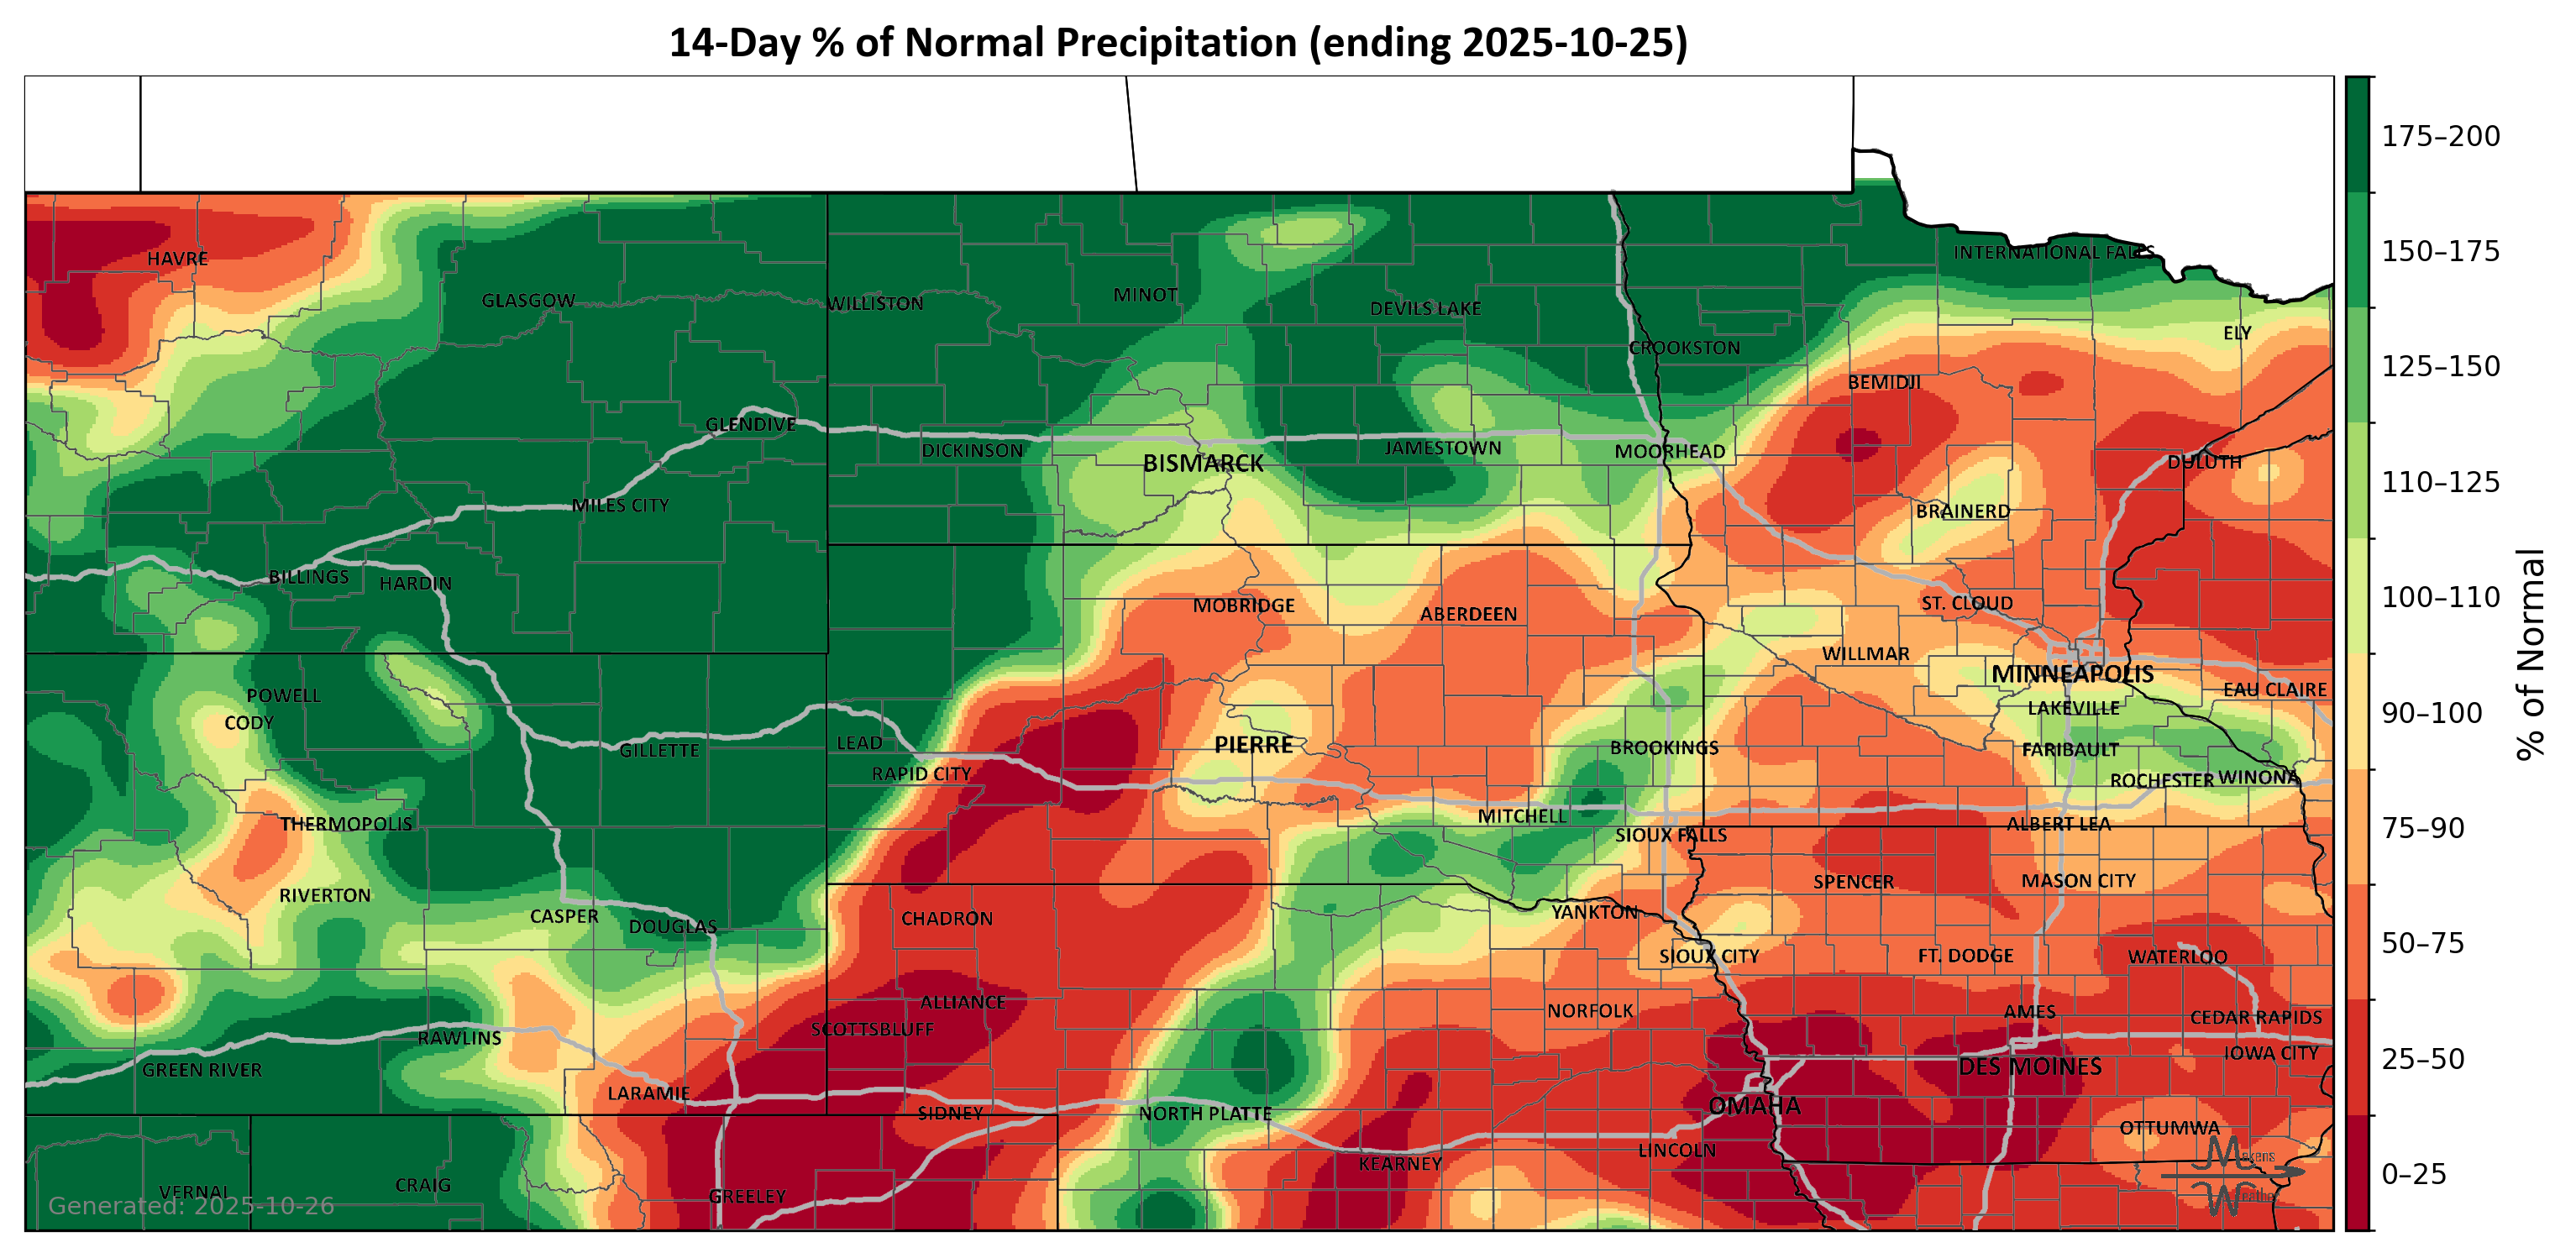 14-Day % of Normal Precipitation (ending 2025-10-25)
175–200
INTERNATIONAL FALLS
150–175
HAVRE
GLASGOW
WILLISTON
MINOT
DEVILS LAKE
ELY
CROOKSTON
125–150
BEMIDJI
GLENDIVE
DICKINSON
BISMARCK
JAMESTOWN
MOORHEAD
DULUTH
110–125
MILES CITY
BRAINERD
BILLINGS
HARDIN
100–110
MOBRIDGE
ABERDEEN
ST. CLOUD
WILLMAR
MINNEAPOLIS
EAU CLAIRE
POWELL
CODY
LAKEVILLE
90–100
% of Normal
GILLETTE
LEAD
PIERRE
BROOKINGS
FARIBAULT
RAPID CITY
ROCHESTER
WINONA
THERMOPOLIS
MITCHELL
SIOUX FALLS
ALBERT LEA
75–90
RIVERTON
SPENCER
MASON CITY
CASPER
DOUGLAS
CHADRON
YANKTON
SIOUX CITY
FT. DODGE
WATERLOO
50–75
ALLIANCE
NORFOLK
AMES
CEDAR RAPIDS
SCOTTSBLUFF
RAWLINS
IOWA CITY
GREEN RIVER
DES MOINES
25–50
LARAMIE
SIDNEY
NORTH PLATTE
OMAHA
OTTUMWA
LINCOLN
KEARNEY
Makens
Weather
0–25
VERNAL
CRAIG
GREELEY
Generated: 2025-10-26